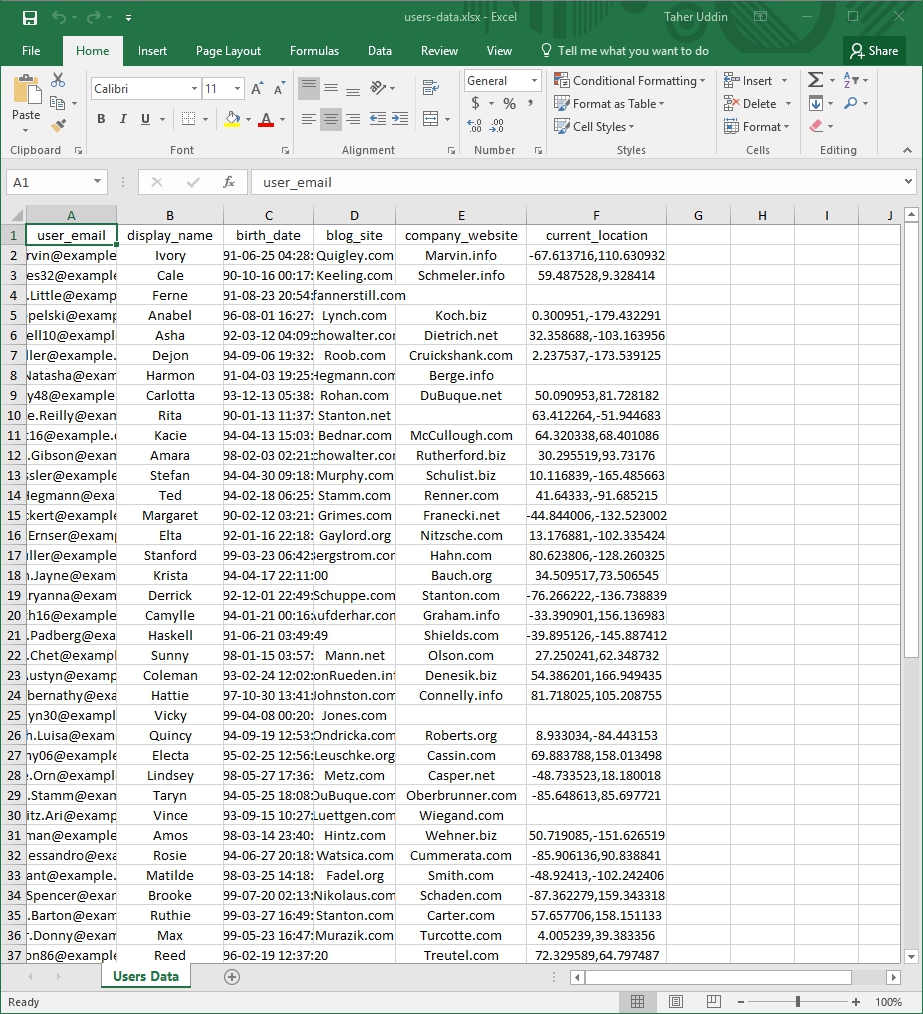 users-data.xlsx - Excel Taher Uddin
File Home Insert Page Layout Formulas Data Review View Tell me what you want to do Share
Paste Calibri 11 General Conditional Formatting Insert
B I U $ % Format as Table Delete
Cell Styles Format
Clipboard Font Alignment Number Styles Cells Editing
A1 fx user_email
A B C D E F G H I J
1 user_email display_name birth_date blog_site company_website current_location
2 rvin@example Ivory 91-06-25 04:28: Quigley.com Marvin.info -67.613716,110.630932
3 es32@example Cale 90-10-16 00:17: Keeling.com Schmeler.info 59.487528,9.328414
4 .Little@examp Ferne 91-08-23 20:54: fannerstill.com
5 pelski@examp Anabel 96-08-01 16:27: Lynch.com Koch.biz 0.300951,-179.432291
6 ell10@exampl Asha 92-03-12 04:09: chowalter.cor Dietrich.net 32.358688,-103.163956
7 ller@example. Dejon 94-09-06 19:32: Roob.com Cruickshank.com 2.237537,-173.539125
8 Natasha@exam Harmon 91-04-03 19:25: Hegmann.com Berge.info
9 y48@example Carlotta 93-12-13 05:38: Rohan.com DuBuque.net 50.090953,81.728182
10 e.Reilly@exam Rita 90-01-13 11:37: Stanton.net 63.412264,-51.944683
11 16@example.c Kacie 94-04-13 15:03: Bednar.com McCullough.com 64.320338,68.401086
12 .Gibson@exam Amara 98-02-03 02:21: chowalter.cor Rutherford.biz 30.295519,93.73176
13 ssler@example Stefan 94-04-30 09:18: Murphy.com Schulist.biz 10.116839,-165.485663
14 Hegmann@exa Ted 94-02-18 06:25: Stamm.com Renner.com 41.64333,-91.685215
15 ckert@example Margaret 90-02-12 03:21: Grimes.com Franecki.net -44.844006,-132.523002
16 Ernser@examp Elta 92-01-16 22:18: Gaylord.org Nitzsche.com 13.176881,-102.335424
17 ller@example Stanford 99-03-23 06:42: ergstrom.cor Hahn.com 80.623806,-128.260325
18 n.Jayne@exam Krista 94-04-17 22:11:00 Bauch.org 34.509517,73.506545
19 ryanna@exam Derrick 92-12-01 22:49: Schuppe.com Stanton.com -76.266222,-136.738839
20 h16@example Camylle 94-01-21 00:16: ufderhar.com Graham.info -33.390901,156.136983
21 .Padberg@exa Haskell 91-06-21 03:49:49 Shields.com -39.895126,-145.887412
22 .Chet@exampl Sunny 98-01-15 03:57: Mann.net Olson.com 27.250241,62.348732
23 ustyn@examp Coleman 93-02-24 12:02: onRueden.inf Denesik.biz 54.386201,166.949435
24 bernathy@exa Hattie 97-10-30 13:41: Johnston.com Connelly.info 81.718025,105.208755
25 yn30@exampl Vicky 99-04-08 00:20: Jones.com
26 n.Luisa@exam Quincy 94-09-19 12:53: Ondricka.com Roberts.org 8.933034,-84.443153
27 ny06@example Electa 95-02-25 12:56: Leuschke.org Cassin.com 69.883788,158.013498
28 .Orn@exampl Lindsey 98-05-27 17:36: Metz.com Casper.net -48.733523,18.180018
29 .Stamm@exam Taryn 94-05-25 18:08: DuBuque.com Oberbrunner.com -85.648613,85.697721
30 itz.Ari@examp Vince 93-09-15 10:27: Luettgen.com Wiegand.com
31 man@example Amos 98-03-14 23:40: Hintz.com Wehner.biz 50.719085,-151.626519
32 essandro@exa Rosie 94-06-27 20:18: Watsica.com Cummerata.com -85.906136,90.838841
33 ant@example. Matilde 98-03-25 14:18: Fadel.org Smith.com -48.92413,-102.242406
34 Spencer@exar Brooke 99-07-20 02:13: Nikolaus.com Schaden.com -87.362279,159.343318
35 .Barton@exam Ruthie 99-03-27 16:49: Stanton.com Carter.com 57.657706,158.151133
36 r.Donny@exam Max 99-05-23 16:47: Murazik.com Turcotte.com 4.005239,39.383356
37 on86@example Reed 96-02-19 12:37:20 Treutel.com 72.329589,64.797487
Users Data
Ready 100%